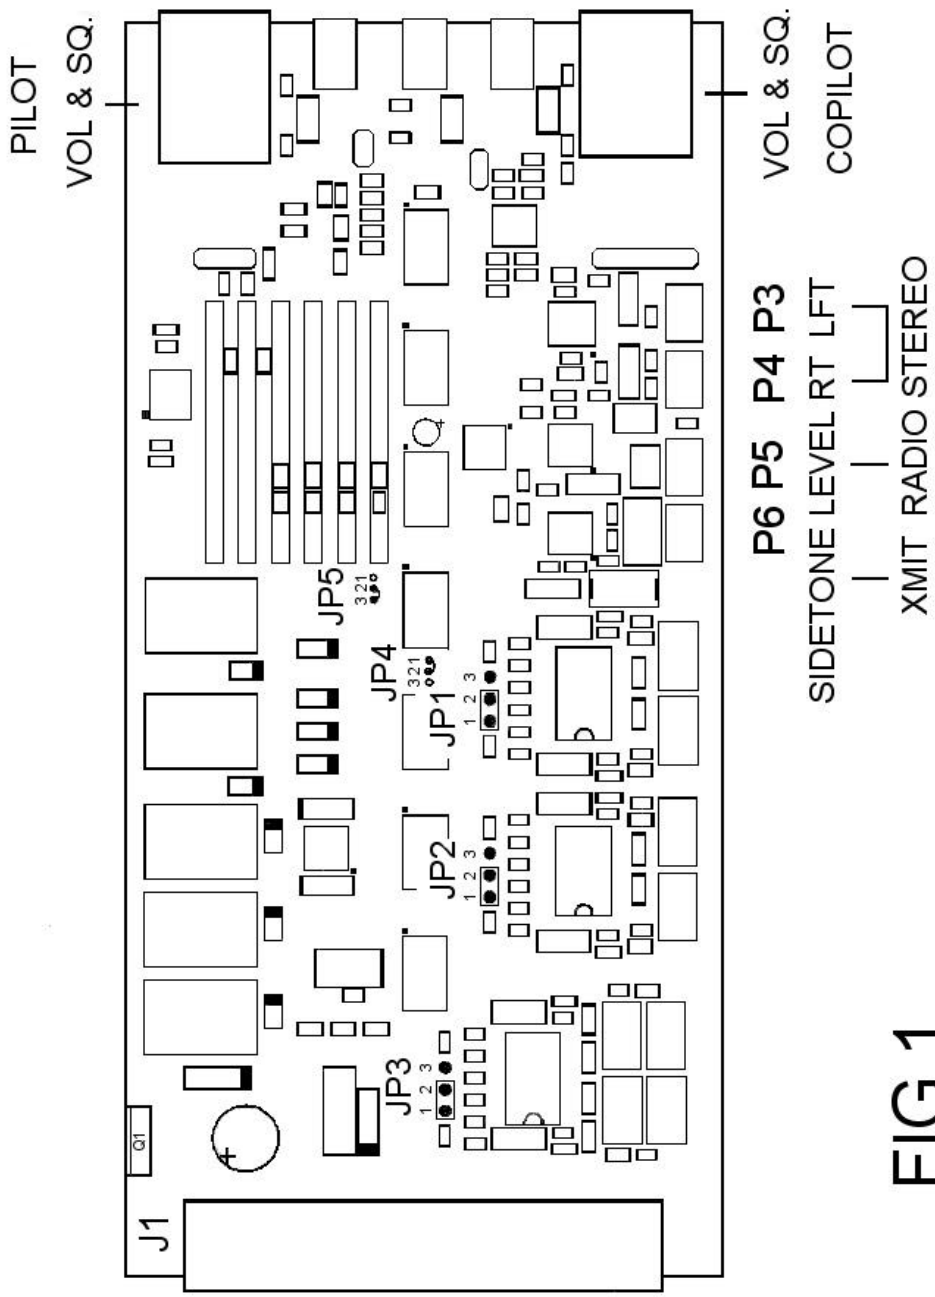 PILOT
VOL & SQ.
VOL & SQ.
COPILOT
J1
Q1
JP3
1 2 3
JP2
1 2 3
JP1
1 2 3
JP4
3 2 1
JP5
3 2 1
+
+
P6 P5 P4 P3
SIDETONE LEVEL RT LFT
XMIT RADIO STEREO
FIG 1